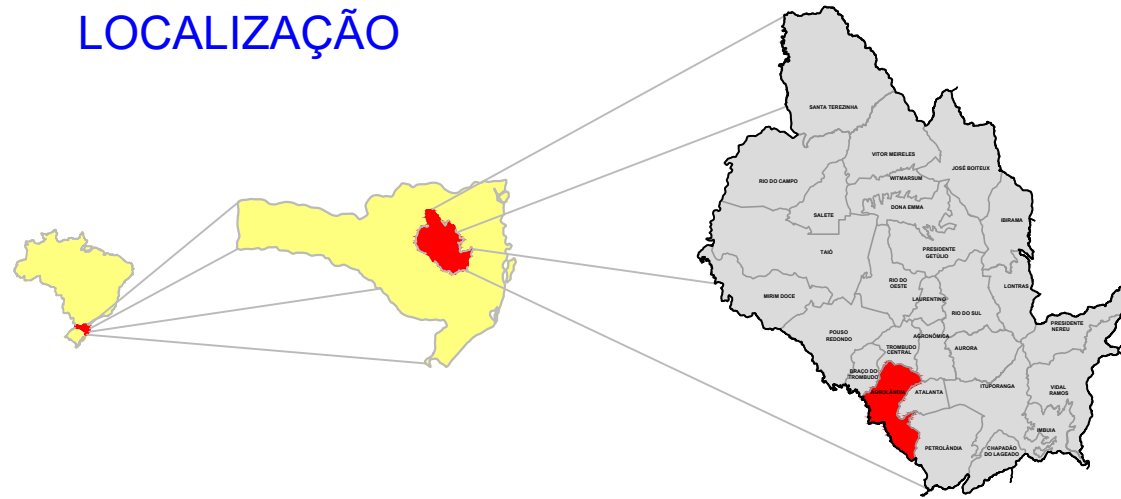 LOCALIZAÇÃO
SANTA TEREZINHA
VITOR MEIRELES
JOSÉ BOITEUX
RIO DO CAMPO
WITMARSUM
DONA EMMA
SALETE
IBIRAMA
TAIÓ
PRESIDENTE
GETÚLIO
RIO DO
OESTE
LONTRAS
MIRIM DOCE
LAURENTINO
RIO DO SUL
PRESIDENTE
NEREU
POUSO
REDONDO
AGRONÔMICA
TROMBUDO
CENTRAL
AURORA
BRAÇO DO
TROMBUDO
AGROLÂNDIA
ATALANTA
ITUPORANGA
VIDAL
RAMOS
IMBUIA
PETROLÂNDIA
CHAPADÃO
DO LAGEADO